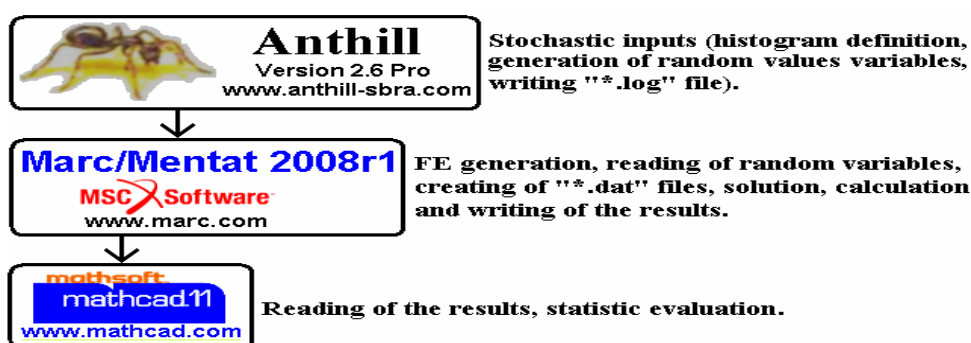 Anthill
Version 2.6 Pro
www.anthill-sbra.com
Stochastic inputs (histogram definition,
generation of random values variables,
writing "*.log" file).
Marc/Mentat 2008r1
MSC Software
www.marc.com
FE generation, reading of random variables,
creating of "*.dat" files, solution, calculation
and writing of the results.
mathsoft.
mathcad11
www.mathcad.com
Reading of the results, statistic evaluation.